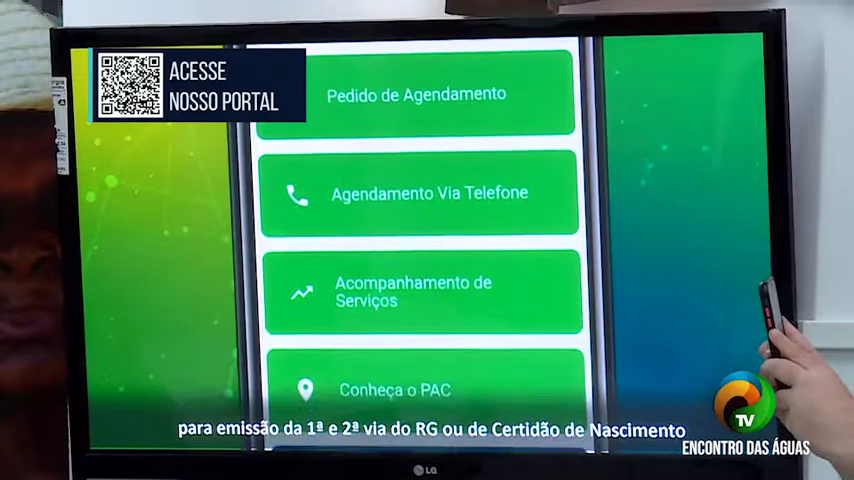 ACESSE
NOSSO PORTAL
Pedido de Agendamento
Agendamento Via Telefone
Acompanhamento de
Serviços
Conheça o PAC
para emissão da 1ª e 2ª via do RG ou de Certidão de Nascimento
TV
ENCONTRO DAS ÁGUAS
LG